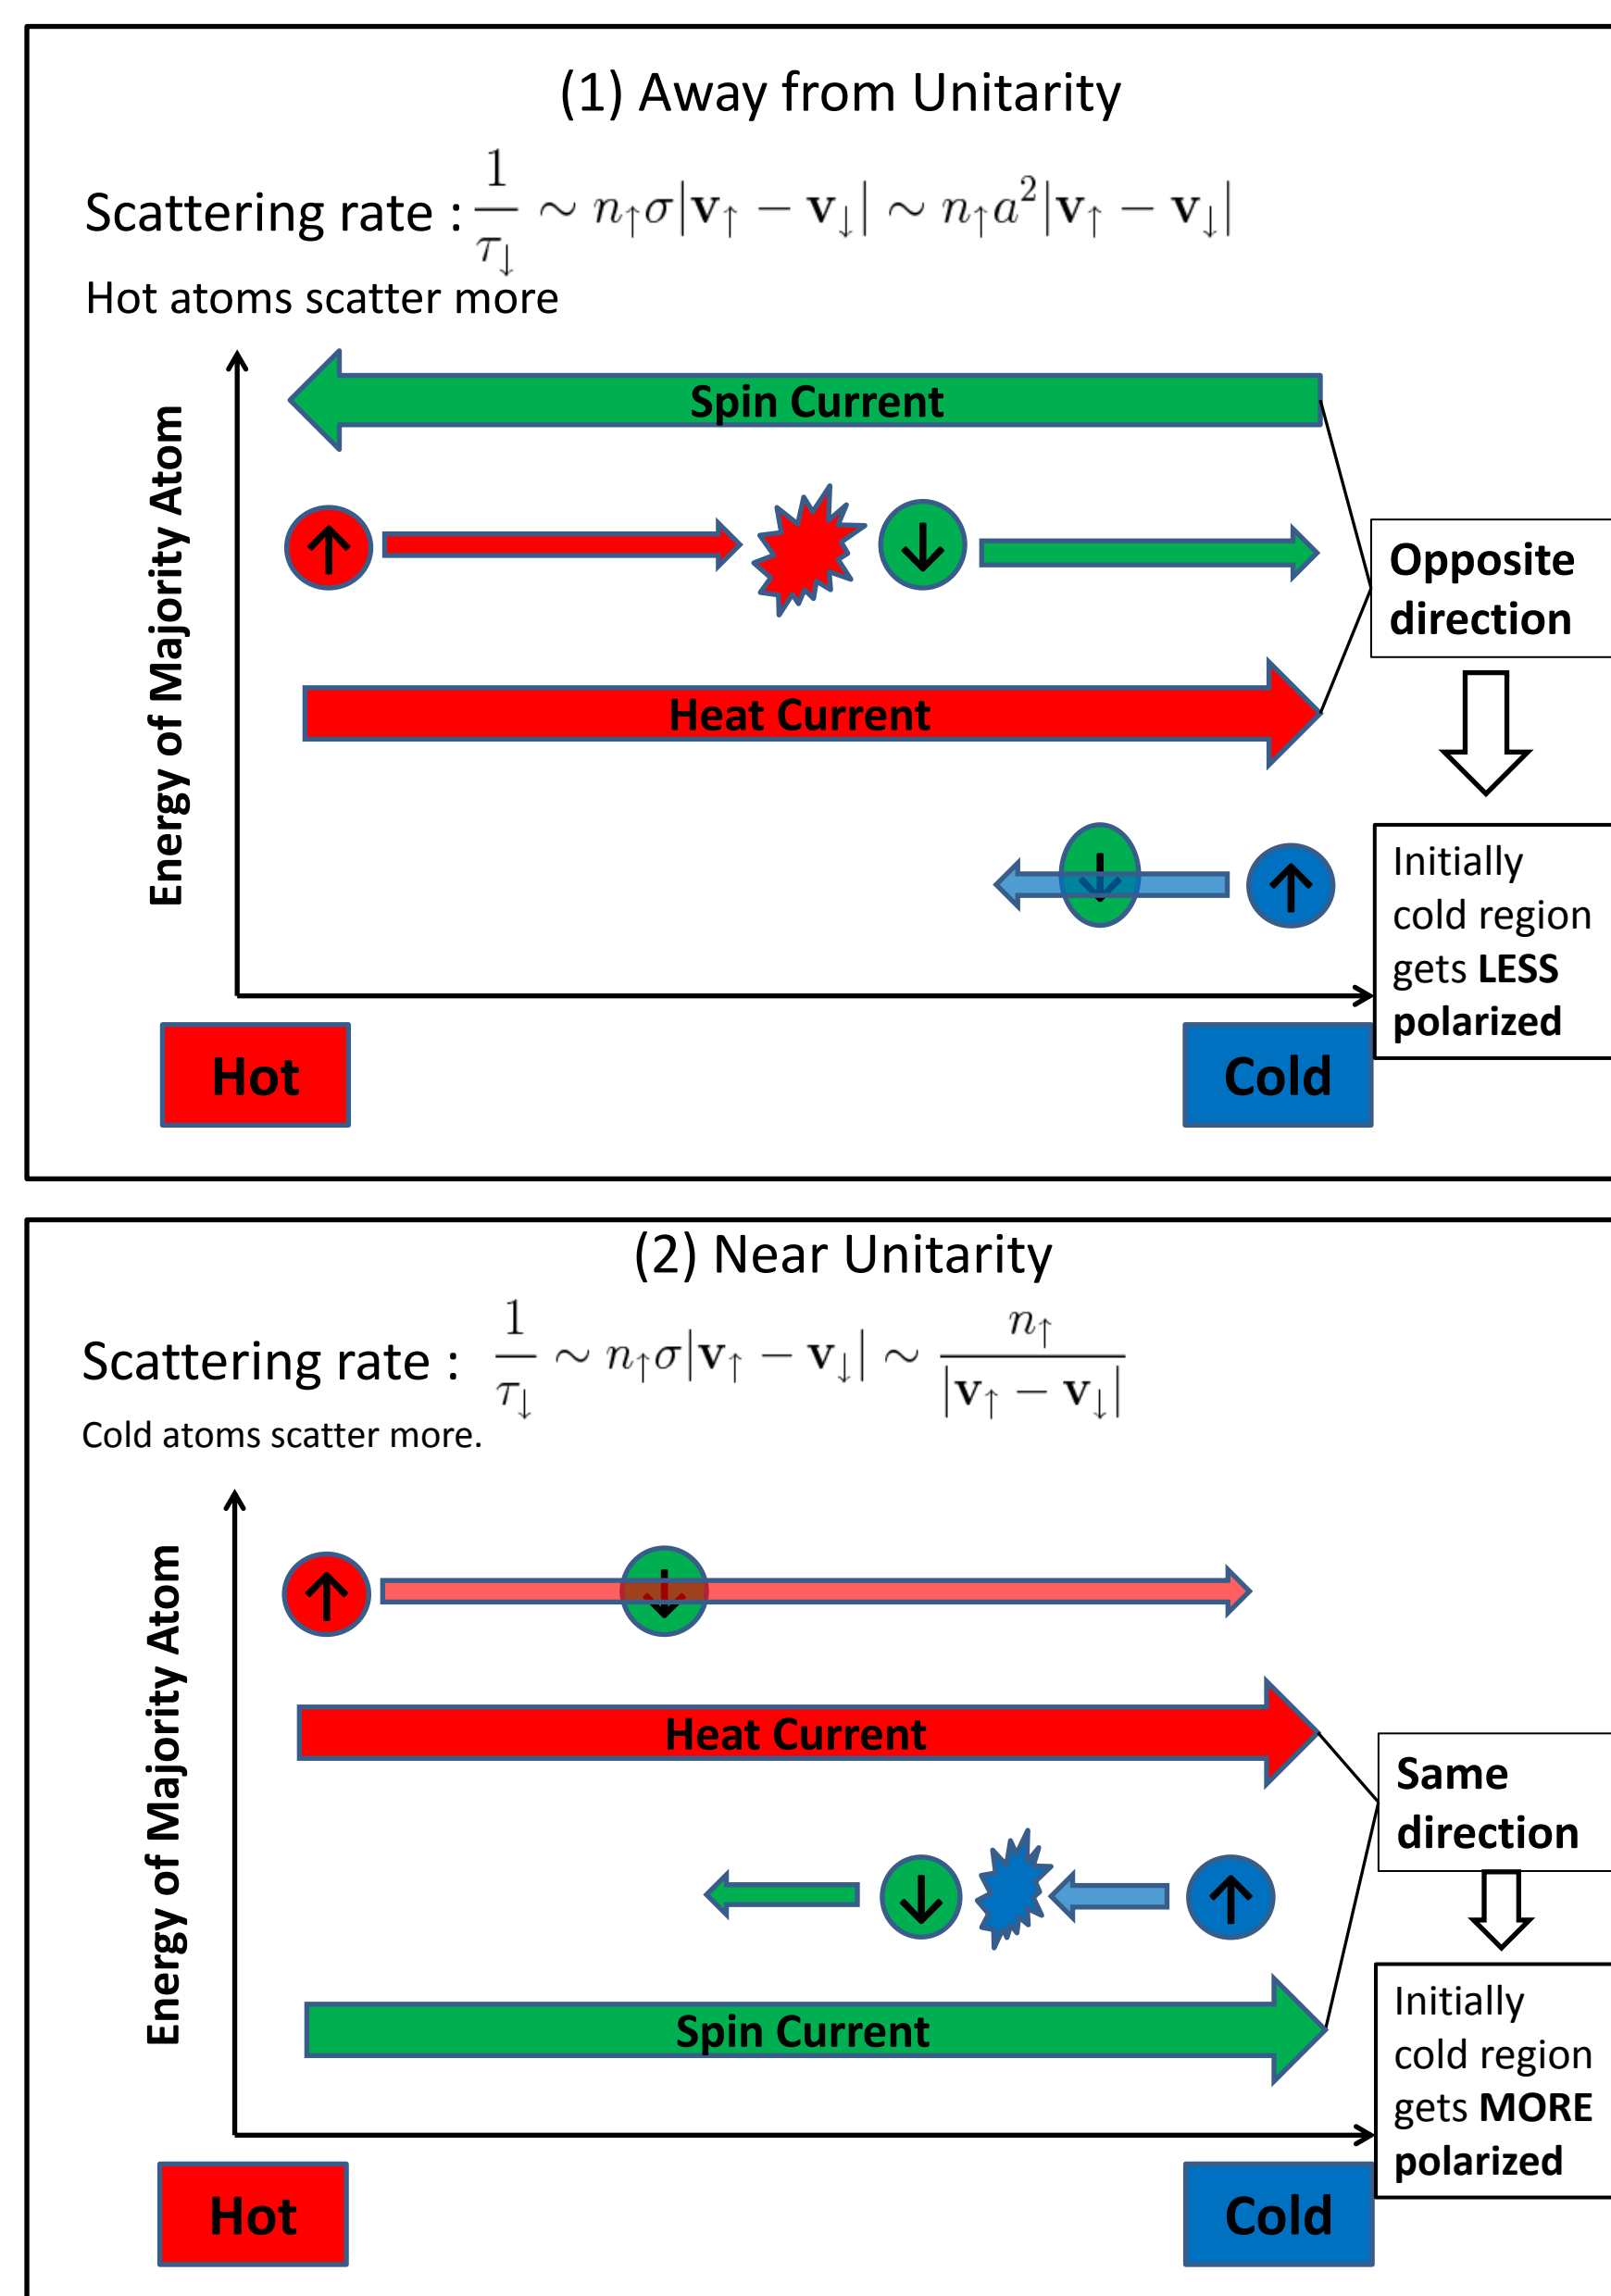 (1) Away from Unitarity
Scattering rate : 1/τ↓ ∼ n↑σ|v↑ − v↓| ∼ n↑a²|v↑ − v↓|
Hot atoms scatter more
Energy of Majority Atom
Spin Current
↑
↓
Opposite
direction
Heat Current
↓
↑
Initially
cold region
gets LESS
polarized
Hot
Cold
(2) Near Unitarity
Scattering rate : 1/τ↓ ∼ n↑σ|v↑ − v↓| ∼ n↑/|v↑ − v↓|
Cold atoms scatter more.
Energy of Majority Atom
↑
↓
Heat Current
Same
direction
↓
↑
Spin Current
Initially
cold region
gets MORE
polarized
Hot
Cold